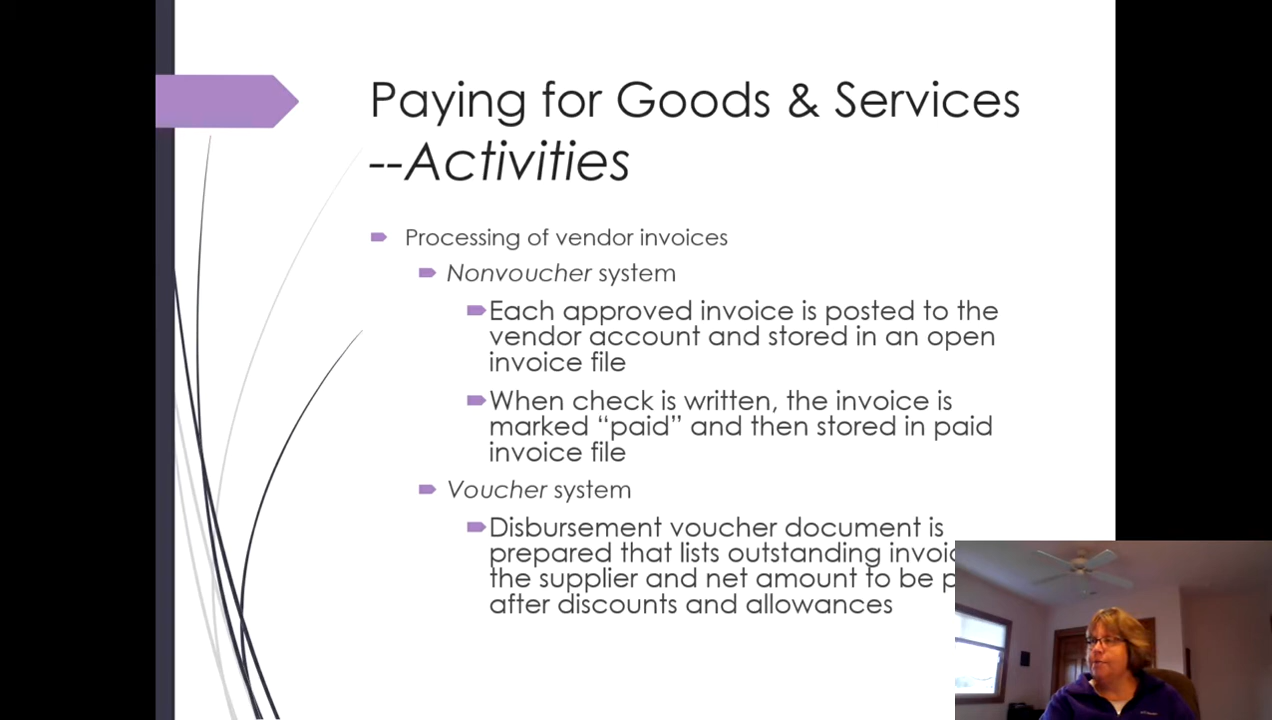 Paying for Goods & Services
--Activities
Processing of vendor invoices
Nonvoucher system
Each approved invoice is posted to the
vendor account and stored in an open
invoice file
When check is written, the invoice is
marked “paid” and then stored in paid
invoice file
Voucher system
Disbursement voucher document is
prepared that lists outstanding
the supplier and net amount to be
after discounts and allowances